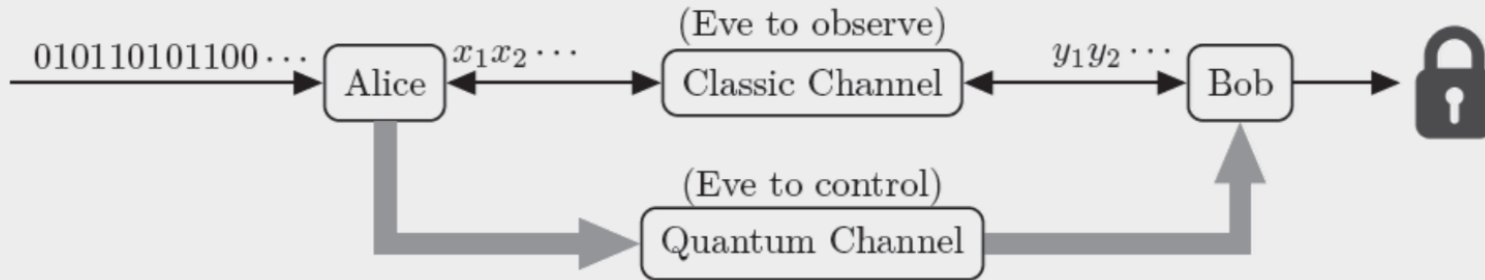 (Eve to observe)
010110101100⋯ Alice x₁x₂⋯ Classic Channel y₁y₂⋯ Bob
(Eve to control)
Quantum Channel